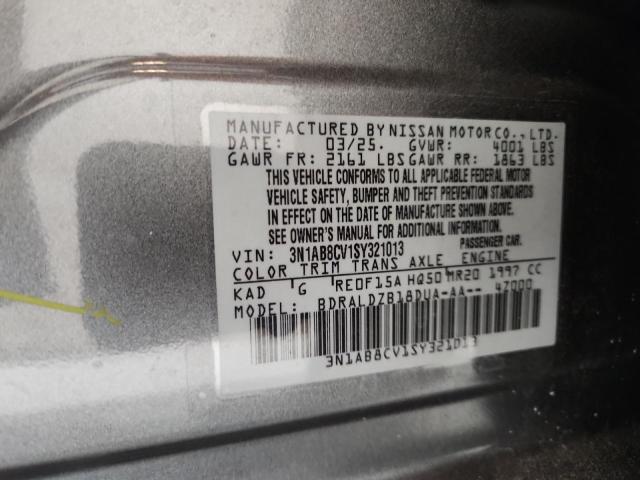 MANUFACTURED BY NISSAN MOTOR CO., LTD.
DATE: 03/25. GVWR: 4001 LBS
GAWR FR: 2161 LBS GAWR RR: 1863 LBS
THIS VEHICLE CONFORMS TO ALL APPLICABLE FEDERAL MOTOR
VEHICLE SAFETY, BUMPER AND THEFT PREVENTION STANDARDS
IN EFFECT ON THE DATE OF MANUFACTURE SHOWN ABOVE.
SEE OWNER'S MANUAL FOR ADDITIONAL INFORMATION.
VIN: 3N1AB8CV1SY321013 PASSENGER CAR.
COLOR TRIM TRANS AXLE ENGINE
KAD G RE0F15A HQ50 MR20 1997 CC
MODEL: BDRALDZB18DUA-AA-- 47000
3N1AB8CV1SY321013